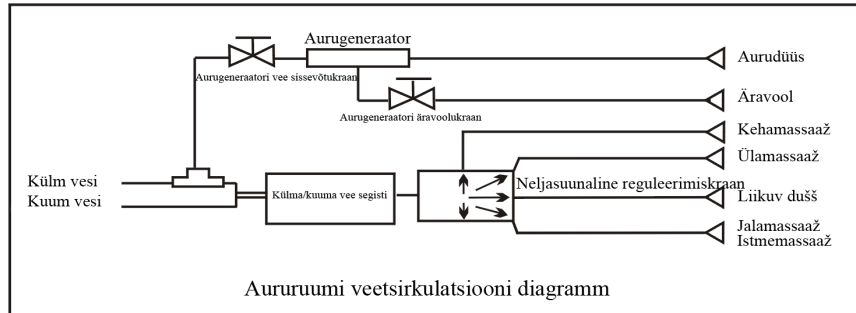 Aurugeneraator
Aurudüüs
Aurugeneraatori vee sissevõtukraan
Äravool
Aurugeneraatori äravoolukraan
Kehamassaaž
Ülamassaaž
Külm vesi
Kuum vesi
Külma/kuuma vee segisti
Neljasuunaline reguleerimiskraan
Liikuv dušš
Jalamassaaž
Istmemassaaž
Aururuumi veetsirkulatsiooni diagramm